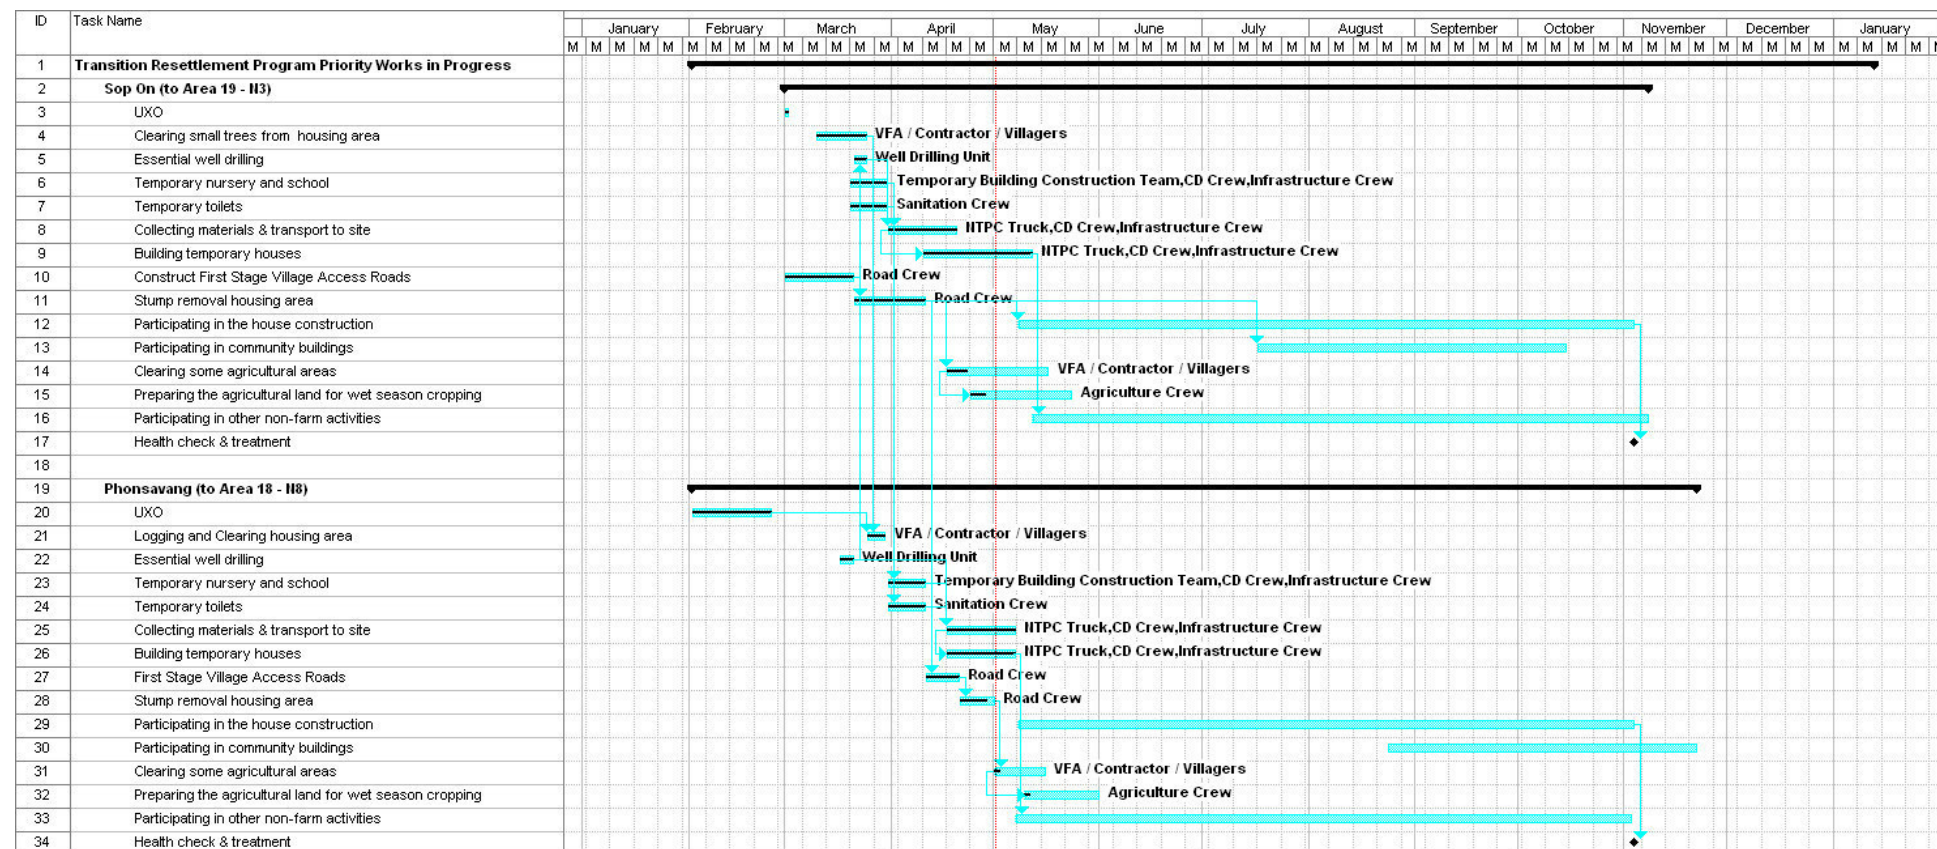 ID Task Name
January February March April May June July August September October November December January
M M M M M M M M M M M M M M M M M M M M M M M M M M M M M M M M M M M M M M M M M M M M M M M M M M M M M M M M M
1 Transition Resettlement Program Priority Works in Progress
2 Sop On (to Area 19 - N3)
3 UXO
4 Clearing small trees from housing area VFA / Contractor / Villagers
5 Essential well drilling Well Drilling Unit
6 Temporary nursery and school Temporary Building Construction Team,CD Crew,Infrastructure Crew
7 Temporary toilets Sanitation Crew
8 Collecting materials & transport to site NTPC Truck,CD Crew,Infrastructure Crew
9 Building temporary houses NTPC Truck,CD Crew,Infrastructure Crew
10 Construct First Stage Village Access Roads Road Crew
11 Stump removal housing area Road Crew
12 Participating in the house construction
13 Participating in community buildings
14 Clearing some agricultural areas VFA / Contractor / Villagers
15 Preparing the agricultural land for wet season cropping Agriculture Crew
16 Participating in other non-farm activities
17 Health check & treatment
18
19 Phonsavang (to Area 18 - N8)
20 UXO
21 Logging and Clearing housing area VFA / Contractor / Villagers
22 Essential well drilling Well Drilling Unit
23 Temporary nursery and school Temporary Building Construction Team,CD Crew,Infrastructure Crew
24 Temporary toilets Sanitation Crew
25 Collecting materials & transport to site NTPC Truck,CD Crew,Infrastructure Crew
26 Building temporary houses NTPC Truck,CD Crew,Infrastructure Crew
27 First Stage Village Access Roads Road Crew
28 Stump removal housing area Road Crew
29 Participating in the house construction
30 Participating in community buildings
31 Clearing some agricultural areas VFA / Contractor / Villagers
32 Preparing the agricultural land for wet season cropping Agriculture Crew
33 Participating in other non-farm activities
34 Health check & treatment